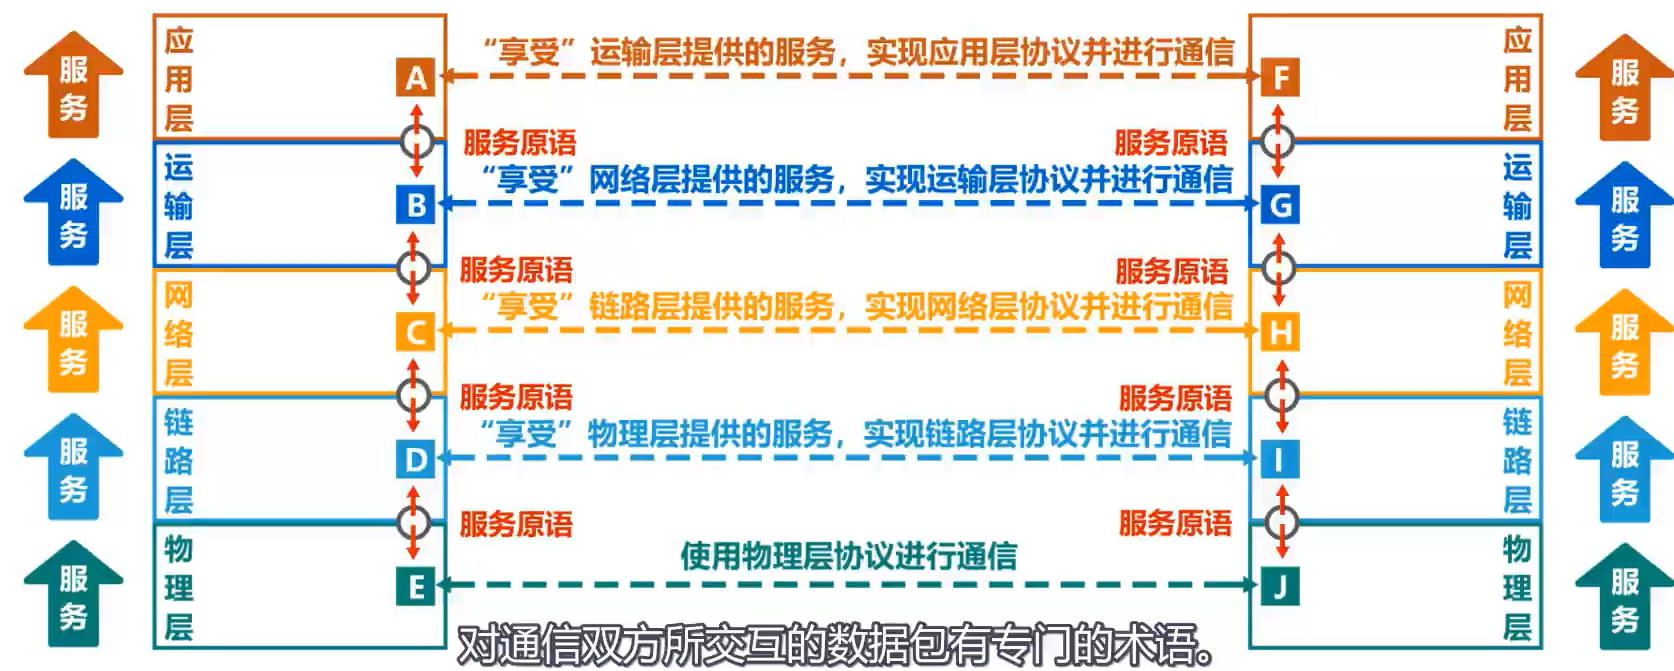 服务
应用层
A
“享受”运输层提供的服务，实现应用层协议并进行通信
F
应用层
服务
服务原语
服务原语
服务
运输层
B
“享受”网络层提供的服务，实现运输层协议并进行通信
G
运输层
服务
服务原语
服务原语
服务
网络层
C
“享受”链路层提供的服务，实现网络层协议并进行通信
H
网络层
服务
服务原语
服务原语
服务
链路层
D
“享受”物理层提供的服务，实现链路层协议并进行通信
I
链路层
服务
服务原语
服务原语
服务
物理层
E
使用物理层协议进行通信
J
物理层
服务
对通信双方所交互的数据包有专门的术语。